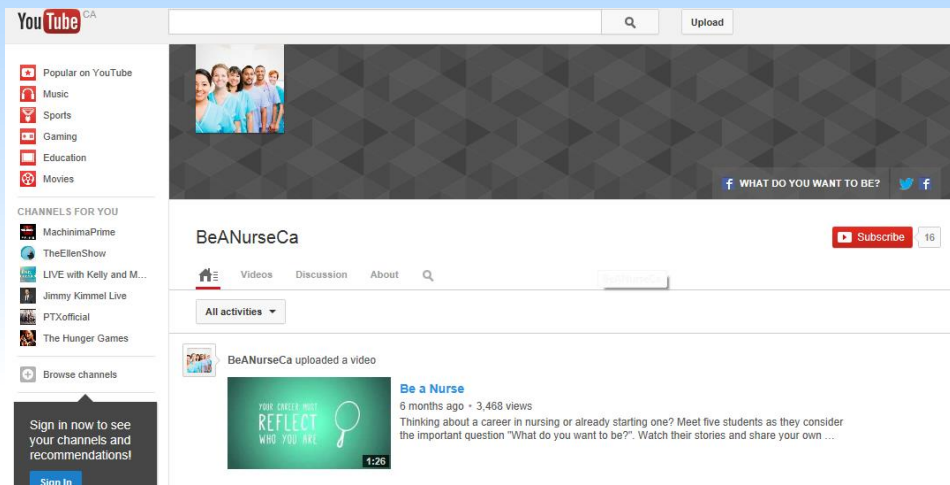 YouTube CA
Upload
Popular on YouTube
Music
Sports
Gaming
Education
Movies
CHANNELS FOR YOU
MachinimaPrime
TheEllenShow
LIVE with Kelly and M...
Jimmy Kimmel Live
PTXofficial
The Hunger Games
Browse channels
Sign in now to see
your channels and
recommendations!
Sign In
WHAT DO YOU WANT TO BE?
BeANurseCa
Subscribe 16
Videos Discussion About
All activities
BeANurseCa uploaded a video
YOUR CAREER MUST
REFLECT
WHO YOU ARE
1:26
Be a Nurse
6 months ago • 3,468 views
Thinking about a career in nursing or already starting one? Meet five students as they consider
the important question "What do you want to be?". Watch their stories and share your own ...